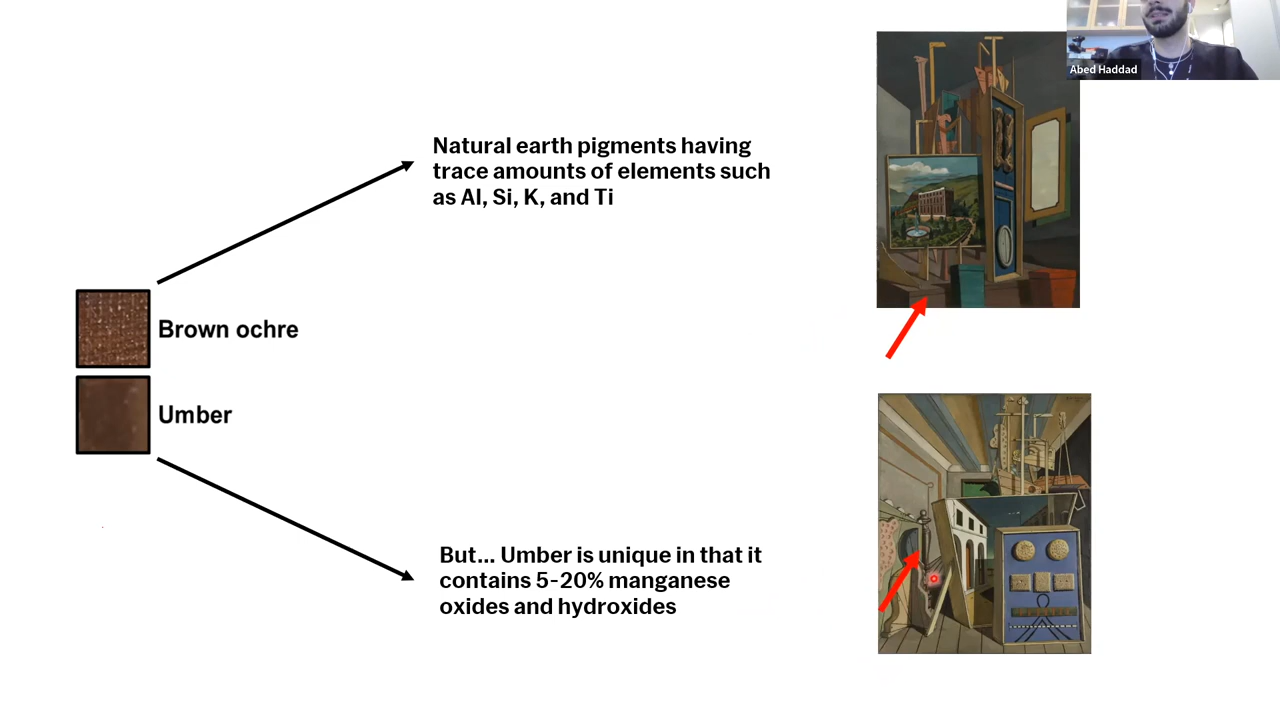 Abed Haddad
Natural earth pigments having
trace amounts of elements such
as Al, Si, K, and Ti
Brown ochre
Umber
But... Umber is unique in that it
contains 5-20% manganese
oxides and hydroxides